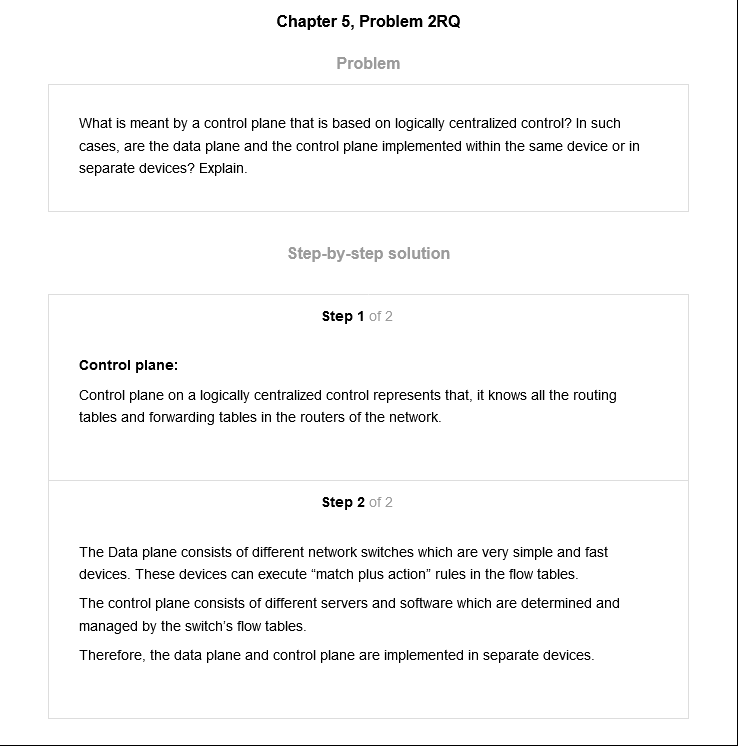 Chapter 5, Problem 2RQ
Problem
What is meant by a control plane that is based on logically centralized control? In such
cases, are the data plane and the control plane implemented within the same device or in
separate devices? Explain.
Step-by-step solution
Step 1 of 2
Control plane:
Control plane on a logically centralized control represents that, it knows all the routing
tables and forwarding tables in the routers of the network.
Step 2 of 2
The Data plane consists of different network switches which are very simple and fast
devices. These devices can execute “match plus action” rules in the flow tables.
The control plane consists of different servers and software which are determined and
managed by the switch’s flow tables.
Therefore, the data plane and control plane are implemented in separate devices.